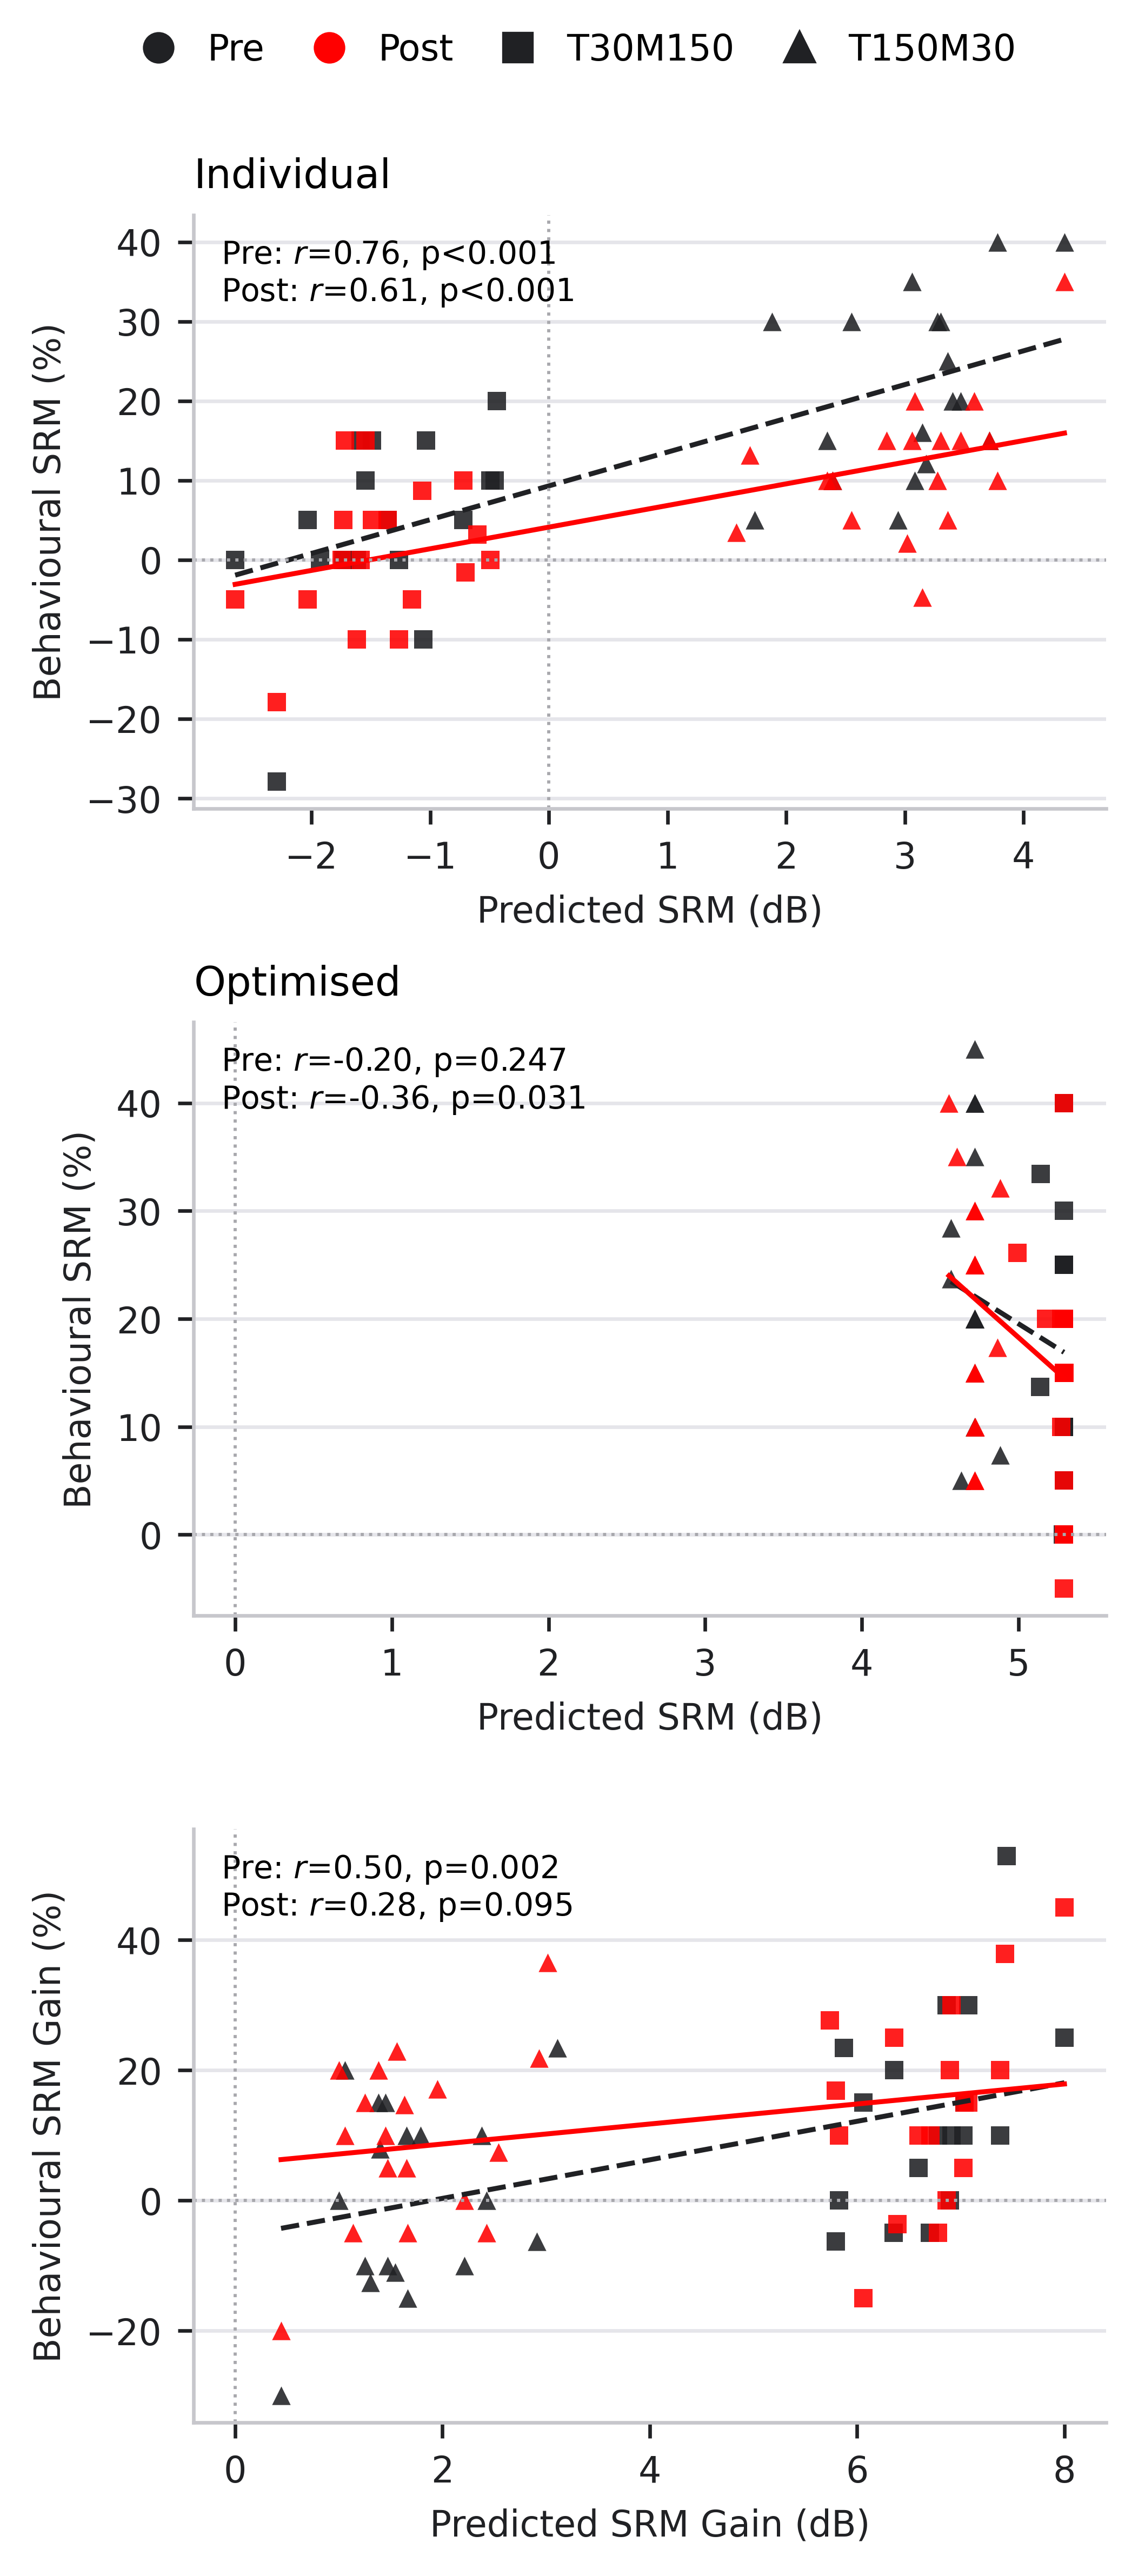 Pre Post T30M150 T150M30
Individual
Pre: r=0.76, p<0.001
Post: r=0.61, p<0.001
40
30
20
10
0
−10
−20
−30
Behavioural SRM (%)
−2 −1 0 1 2 3 4
Predicted SRM (dB)
Optimised
Pre: r=-0.20, p=0.247
Post: r=-0.36, p=0.031
40
30
20
10
0
Behavioural SRM (%)
0 1 2 3 4 5
Predicted SRM (dB)
Pre: r=0.50, p=0.002
Post: r=0.28, p=0.095
40
20
0
−20
Behavioural SRM Gain (%)
0 2 4 6 8
Predicted SRM Gain (dB)